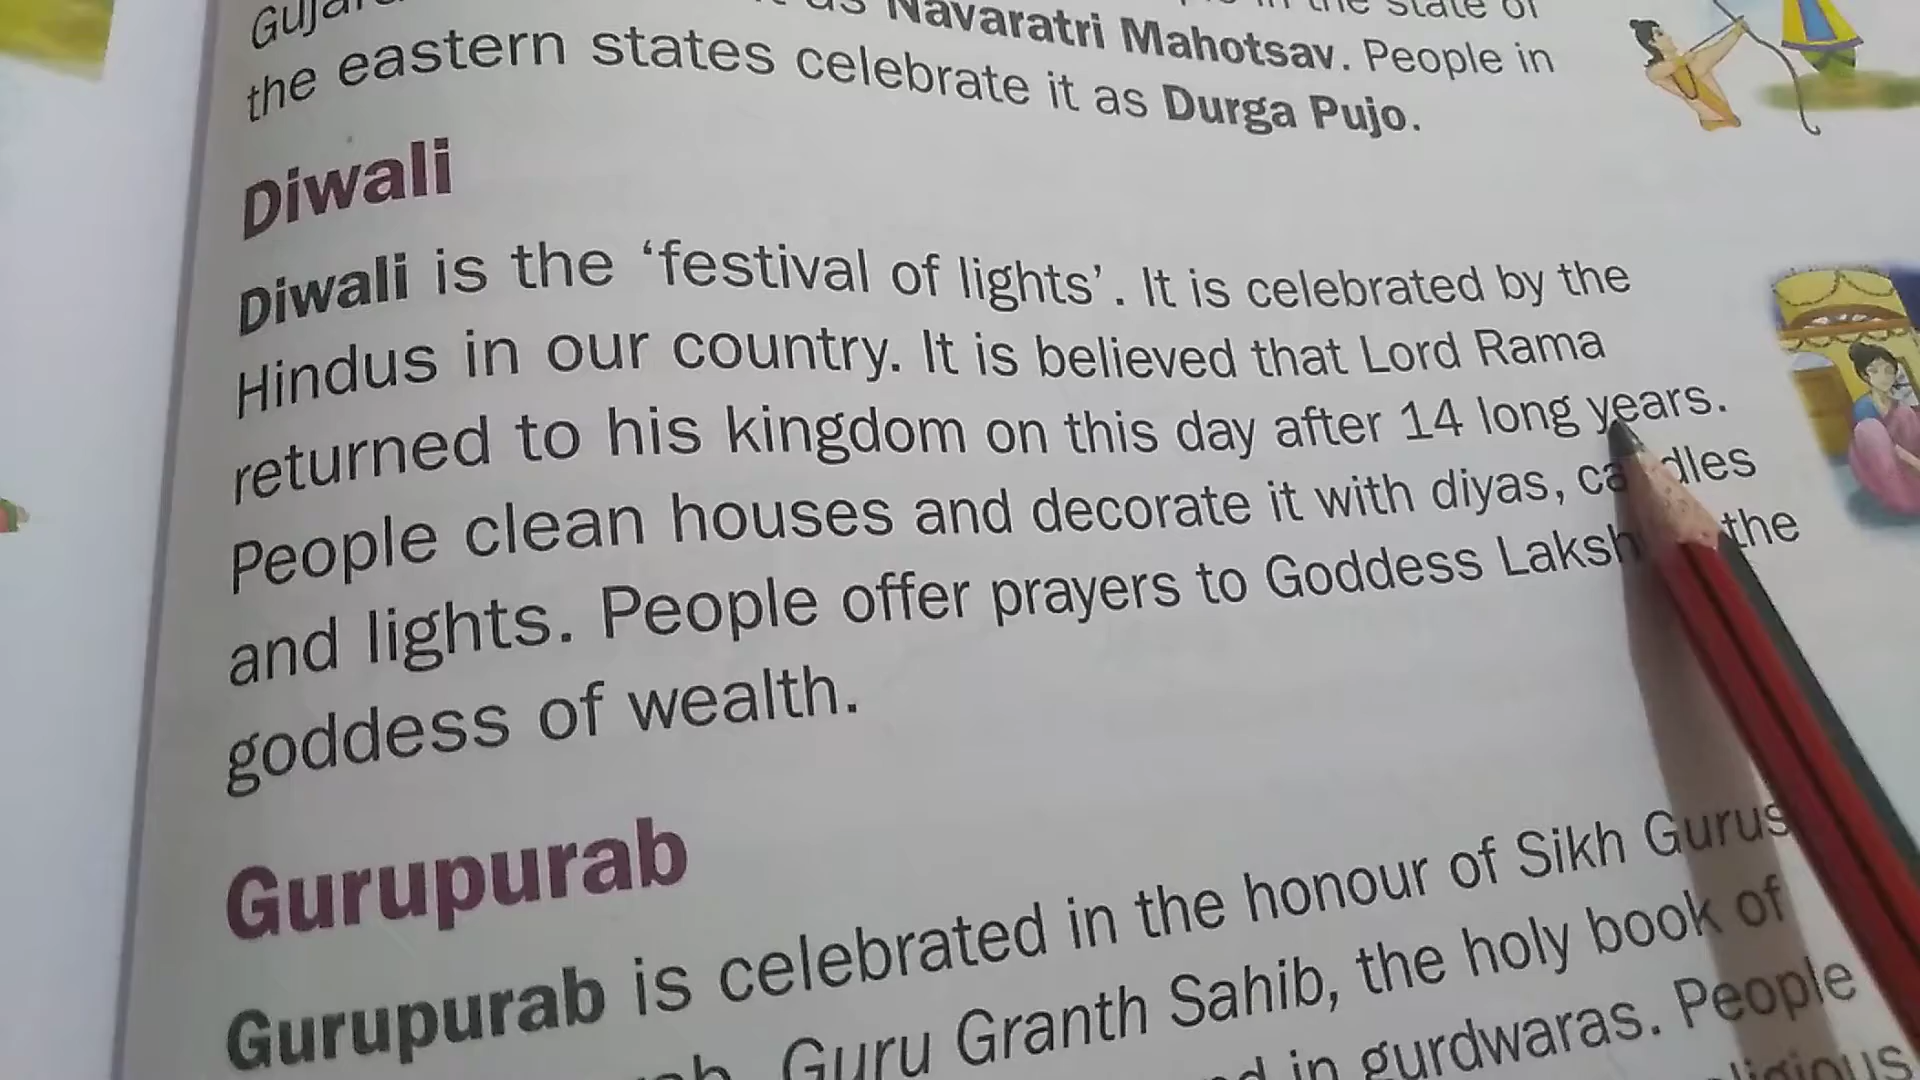 the state of
Navaratri Mahotsav. People in
the eastern states celebrate it as Durga Pujo.
Diwali
Diwali is the ‘festival of lights’. It is celebrated by the
Hindus in our country. It is believed that Lord Rama
returned to his kingdom on this day after 14 long years.
People clean houses and decorate it with diyas, candles
and lights. People offer prayers to Goddess the
goddess of wealth.
Gurupurab
Gurupurab is celebrated in the honour of Sikh Gurus
Guru Granth Sahib, the holy book of
in gurdwaras. People